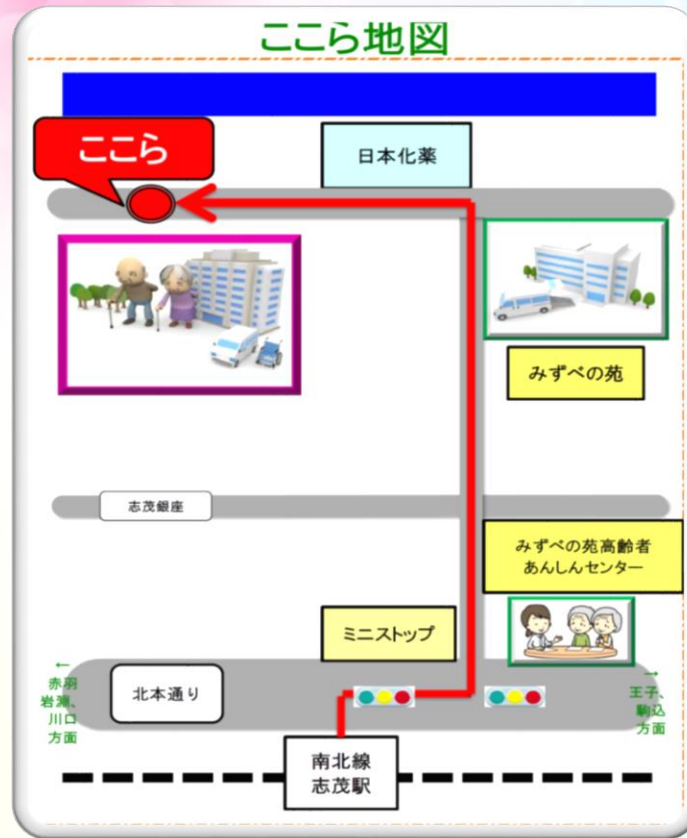 ここら地図
ここら
日本化薬
みずべの苑
志茂銀座
みずべの苑高齢者
あんしんセンター
ミニストップ
←
赤羽
岩淵、
川口
方面
北本通り
→
王子、
駒込
方面
南北線
志茂駅